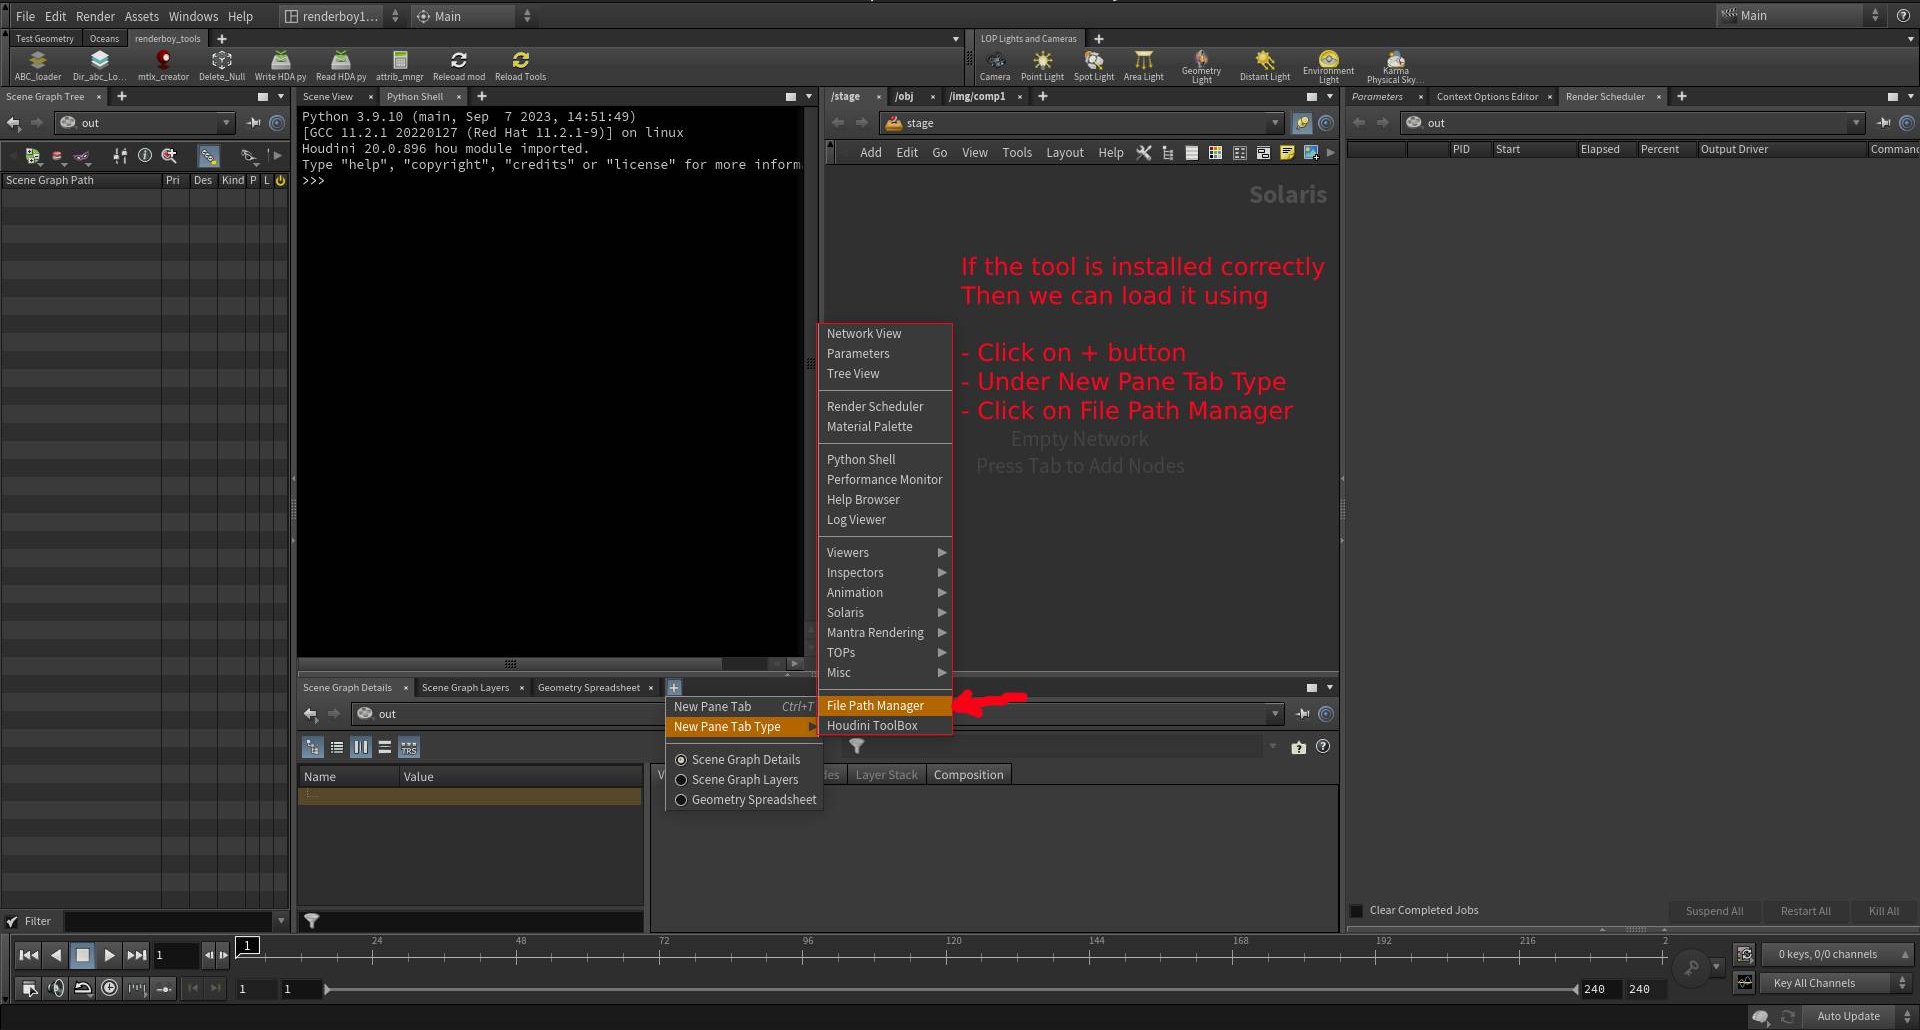 File Edit Render Assets Windows Help renderboy1... Main Main
Test Geometry Oceans renderboy_tools
LOP Lights and Cameras
ABC_loader Dir_abc_Lo... mtlx_creator Delete_Null Write HDA py Read HDA py attrib_mngr Releoad mod Reload Tools
Camera Point Light Spot Light Area Light Geometry Light Distant Light Environment Light Karma Physical Sky...
Scene Graph Tree
Scene View Python Shell
/stage /obj /img/comp1
Parameters Context Options Editor Render Scheduler
out
stage
out
Add Edit Go View Tools Layout Help
Scene Graph Path Pri Des Kind P L
Python 3.9.10 (main, Sep 7 2023, 14:51:49)
[GCC 11.2.1 20220127 (Red Hat 11.2.1-9)] on linux
Houdini 20.0.896 hou module imported.
Type "help", "copyright", "credits" or "license" for more inform
>>>
PID Start Elapsed Percent Output Driver Comman
Solaris
If the tool is installed correctly
Then we can load it using
- Click on + button
- Under New Pane Tab Type
- Click on File Path Manager
Empty Network
Press Tab to Add Nodes
Network View
Parameters
Tree View
Render Scheduler
Material Palette
Python Shell
Performance Monitor
Help Browser
Log Viewer
Viewers
Inspectors
Animation
Solaris
Mantra Rendering
TOPs
Misc
File Path Manager
Houdini ToolBox
Scene Graph Details Scene Graph Layers Geometry Spreadsheet
out
New Pane Tab Ctrl+T
New Pane Tab Type
Scene Graph Details
Scene Graph Layers
Geometry Spreadsheet
TRS
Name Value
V des Layer Stack Composition
Filter
Clear Completed Jobs Suspend All Restart All Kill All
1 1 24 48 72 96 120 144 168 192 216 2
0 keys, 0/0 channels
1 1 240 240
Key All Channels
Auto Update